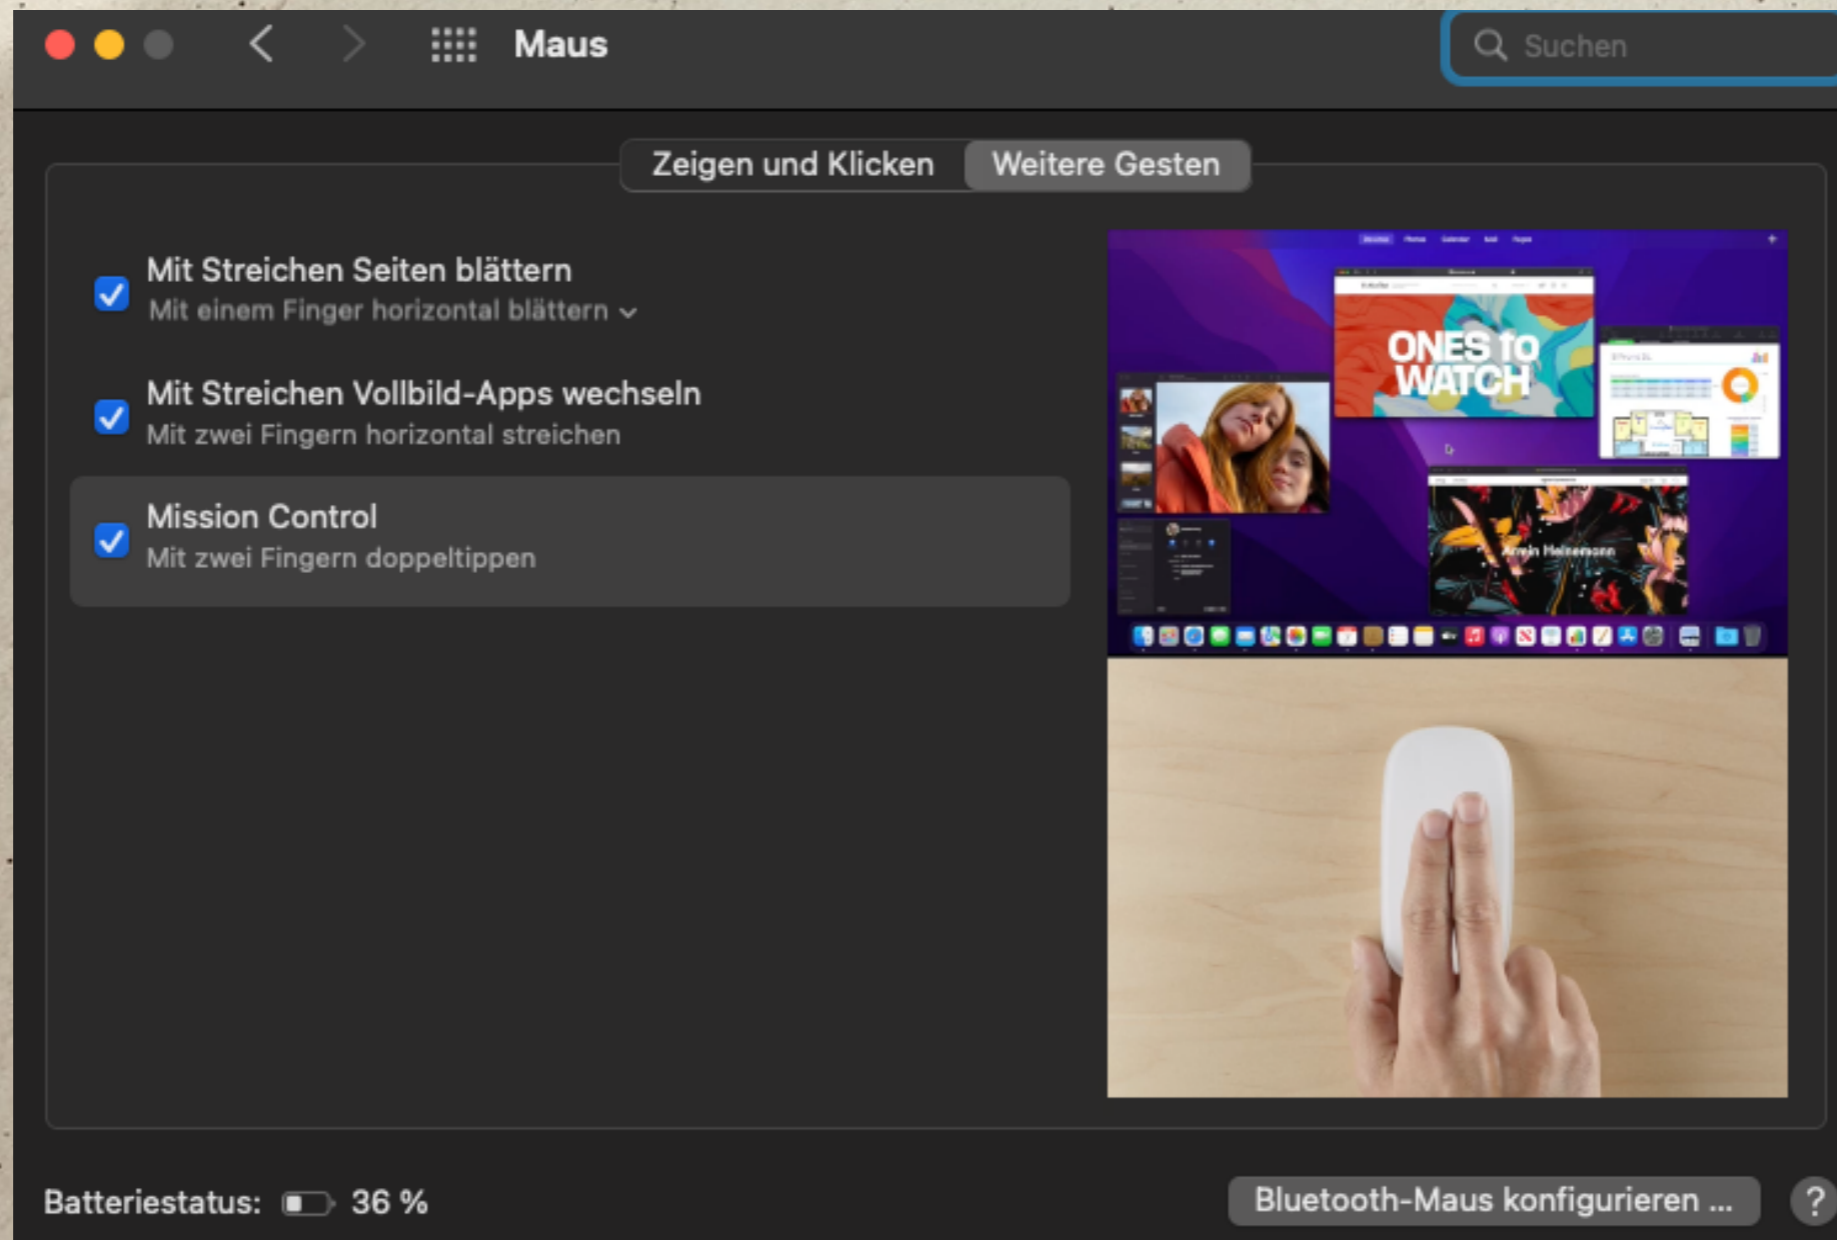 Maus
Suchen
Zeigen und Klicken
Weitere Gesten
Mit Streichen Seiten blättern
Mit einem Finger horizontal blättern
Mit Streichen Vollbild-Apps wechseln
Mit zwei Fingern horizontal streichen
Mission Control
Mit zwei Fingern doppeltippen
ONES to
WATCH
Armin Heinemann
Batteriestatus: 36 %
Bluetooth-Maus konfigurieren ...
?